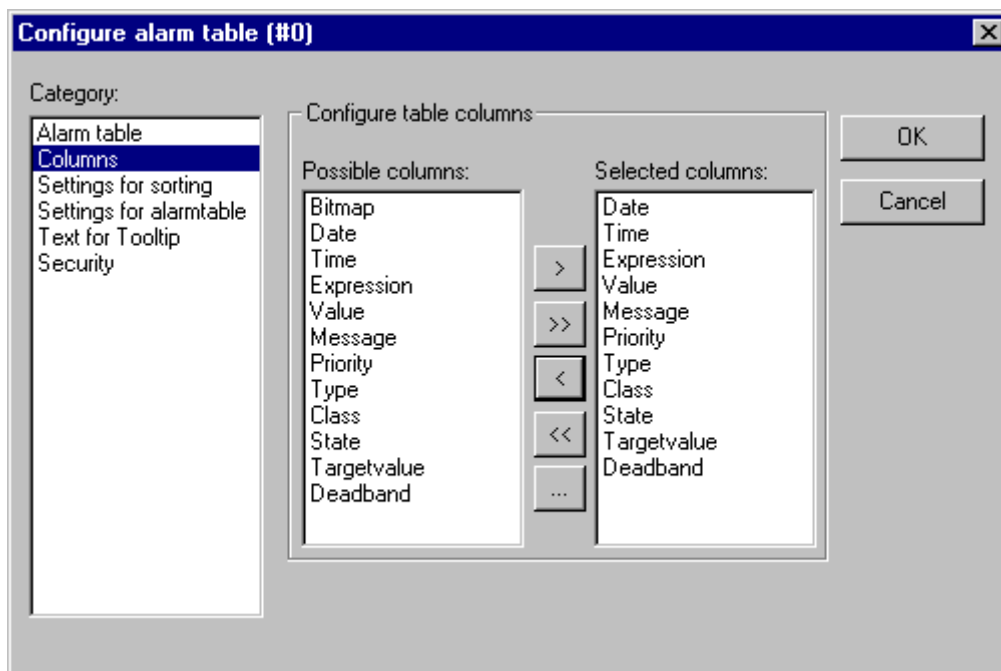 Configure alarm table (#0)
Category:
Alarm table
Columns
Settings for sorting
Settings for alarmtable
Text for Tooltip
Security
Configure table columns
Possible columns:
Bitmap
Date
Time
Expression
Value
Message
Priority
Type
Class
State
Targetvalue
Deadband
>
>>
<
<<
...
Selected columns:
Date
Time
Expression
Value
Message
Priority
Type
Class
State
Targetvalue
Deadband
OK
Cancel